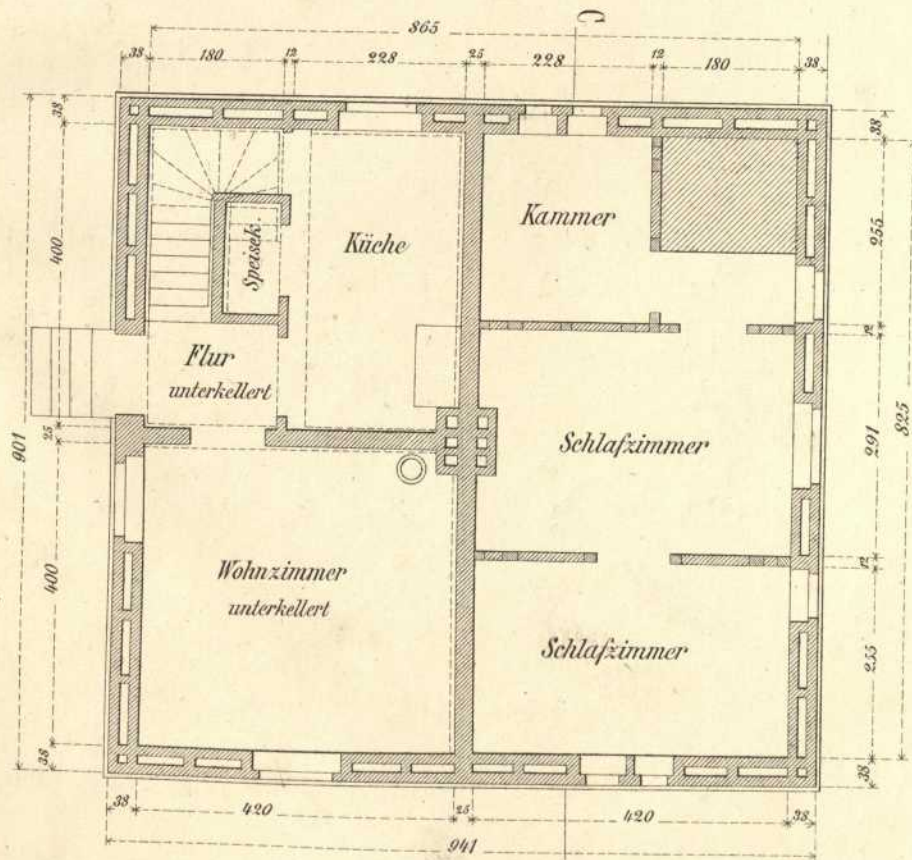 C
865
38 180 12 228 25 228 12 180 38
38
400
25
400
38
901
38
255
12
291
12
255
38
825
Küche
Kammer
Speisek.
Flur
unterkellert
Schlafzimmer
Wohnzimmer
unterkellert
Schlafzimmer
38 420 25 420 38
941